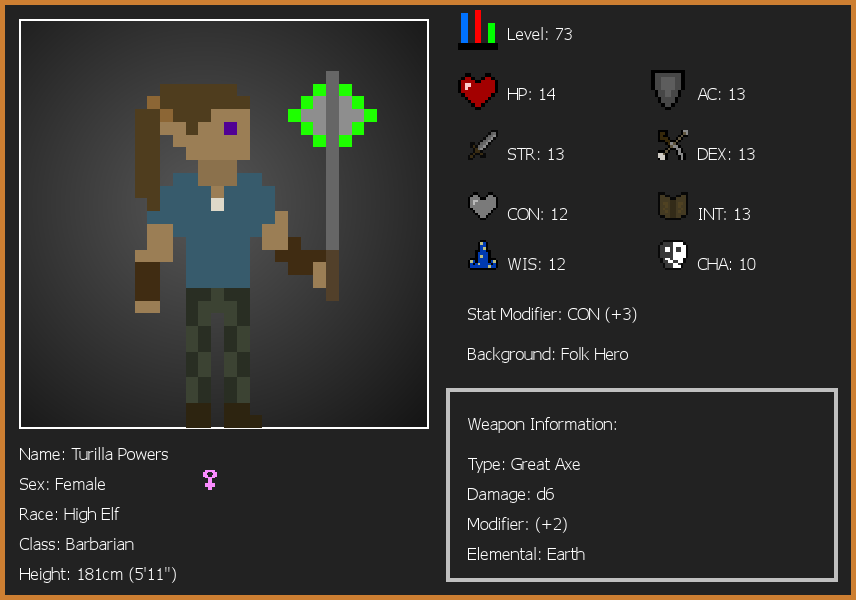 Level: 73
HP: 14
AC: 13
STR: 13
DEX: 13
CON: 12
INT: 13
WIS: 12
CHA: 10
Stat Modifier: CON (+3)
Background: Folk Hero
Weapon Information:
Type: Great Axe
Damage: d6
Modifier: (+2)
Elemental: Earth
Name: Turilla Powers
Sex: Female
Race: High Elf
Class: Barbarian
Height: 181cm (5'11")